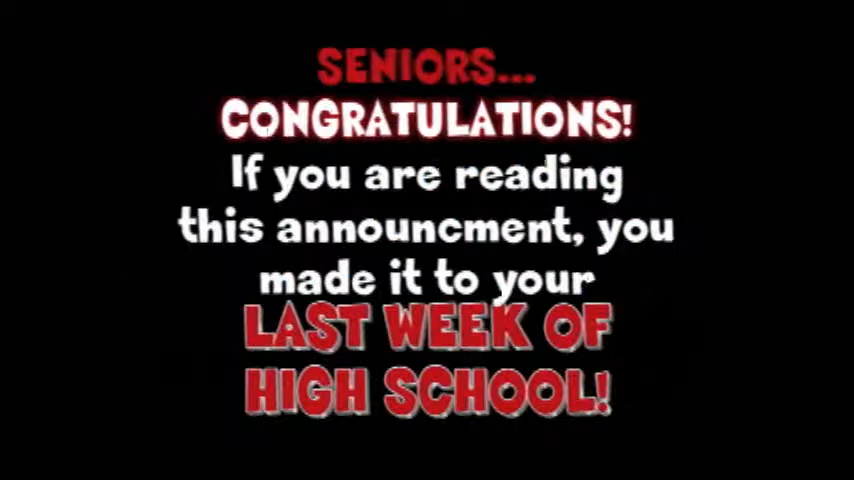 SENIORS...
CONGRATULATIONS!
If you are reading
this announcment, you
made it to your
LAST WEEK OF
HIGH SCHOOL!